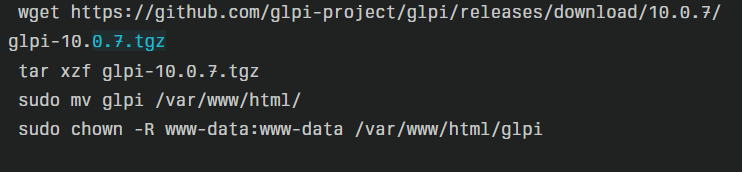 wget https://github.com/glpi-project/glpi/releases/download/10.0.7/
glpi-10.0.7.tgz
tar xzf glpi-10.0.7.tgz
sudo mv glpi /var/www/html/
sudo chown -R www-data:www-data /var/www/html/glpi